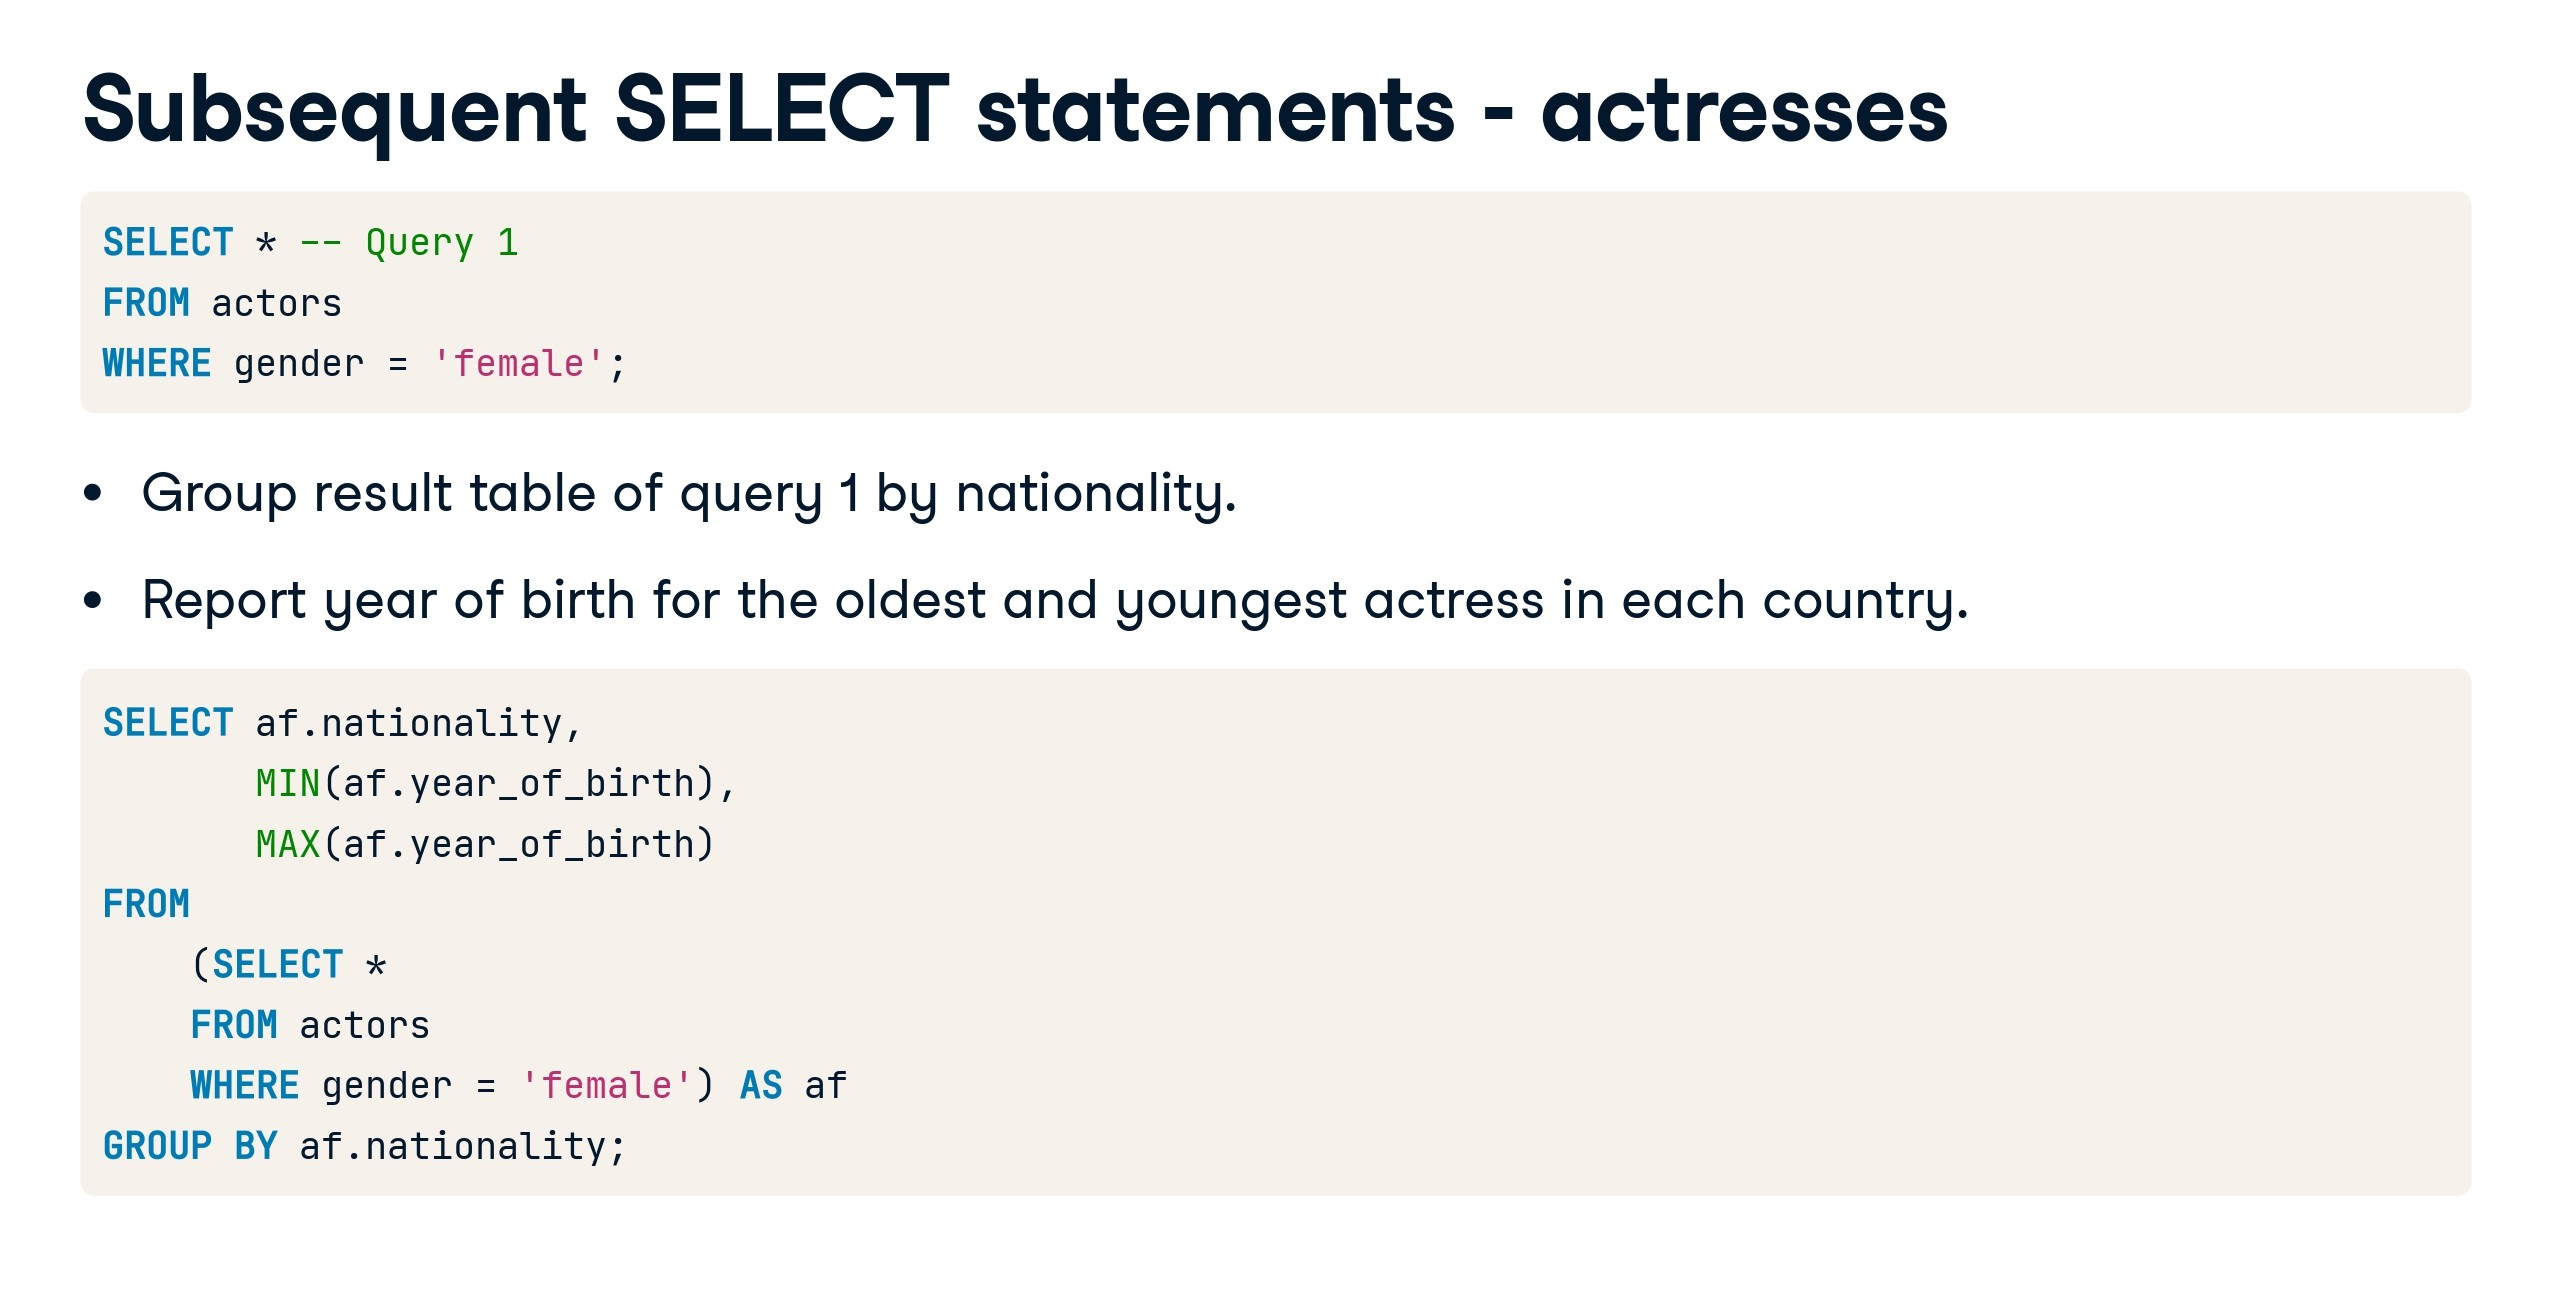 Subsequent SELECT statements - actresses
SELECT * -- Query 1
FROM actors
WHERE gender = 'female';
• Group result table of query 1 by nationality.
• Report year of birth for the oldest and youngest actress in each country.
SELECT af.nationality,
       MIN(af.year_of_birth),
       MAX(af.year_of_birth)
FROM
    (SELECT *
    FROM actors
    WHERE gender = 'female') AS af
GROUP BY af.nationality;